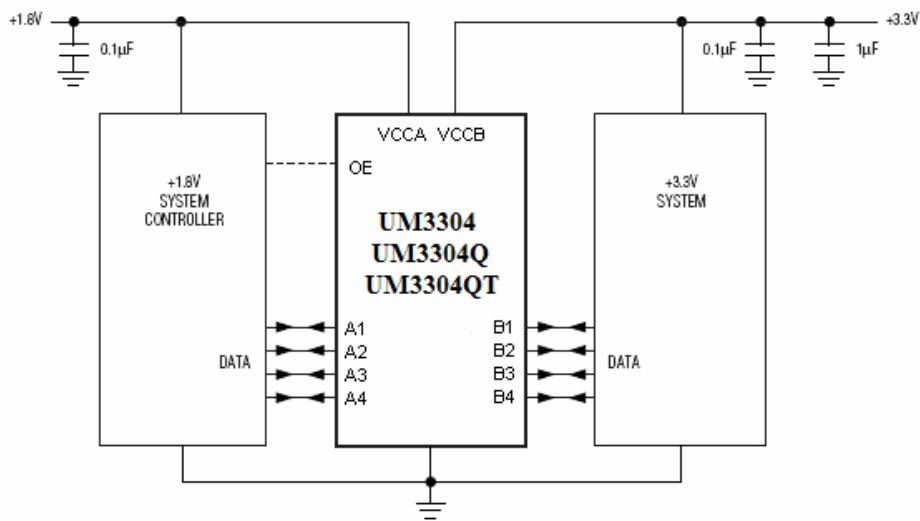 +1.8V
+3.3V
0.1µF
0.1µF
1µF
VCCA VCCB
OE
+1.8V
SYSTEM
CONTROLLER
UM3304
UM3304Q
UM3304QT
+3.3V
SYSTEM
A1
A2
A3
A4
B1
B2
B3
B4
DATA
DATA